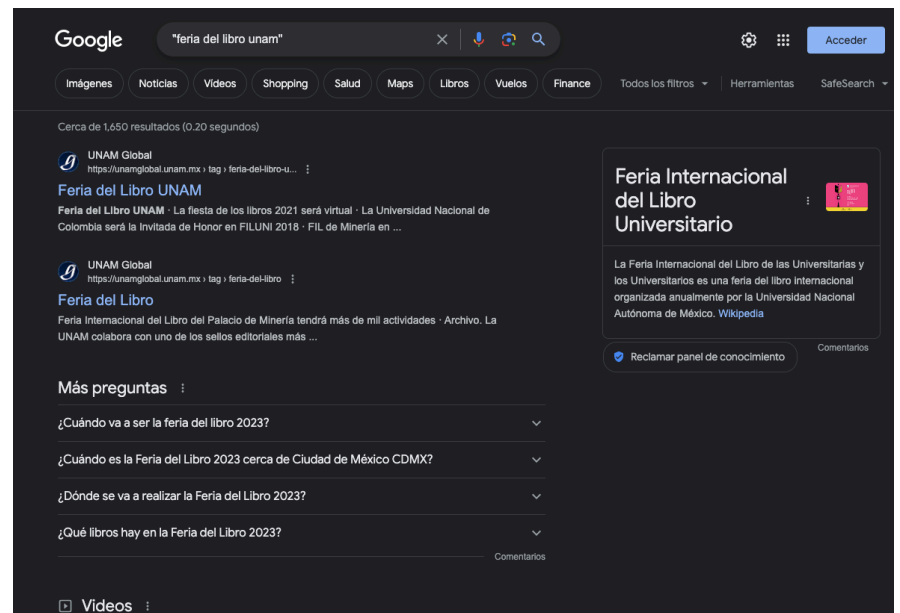 Google
"feria del libro unam"
Acceder
Imágenes
Noticias
Videos
Shopping
Salud
Maps
Libros
Vuelos
Finance
Todos los filtros
Herramientas
SafeSearch
Cerca de 1,650 resultados (0.20 segundos)
UNAM Global
https://unamglobal.unam.mx › tag › feria-del-libro-u...
Feria del Libro UNAM
Feria del Libro UNAM · La fiesta de los libros 2021 será virtual · La Universidad Nacional de
Colombia será la Invitada de Honor en FILUNI 2018 · FIL de Minería en ...
UNAM Global
https://unamglobal.unam.mx › tag › feria-del-libro
Feria del Libro
Feria Internacional del Libro del Palacio de Minería tendrá más de mil actividades · Archivo. La
UNAM colabora con uno de los sellos editoriales más ...
Más preguntas
¿Cuándo va a ser la feria del libro 2023?
¿Cuándo es la Feria del Libro 2023 cerca de Ciudad de México CDMX?
¿Dónde se va a realizar la Feria del Libro 2023?
¿Qué libros hay en la Feria del Libro 2023?
Comentarios
Videos
Feria Internacional
del Libro
Universitario
La Feria Internacional del Libro de las Universitarias y
los Universitarios es una feria del libro internacional
organizada anualmente por la Universidad Nacional
Autónoma de México. Wikipedia
Reclamar panel de conocimiento
Comentarios